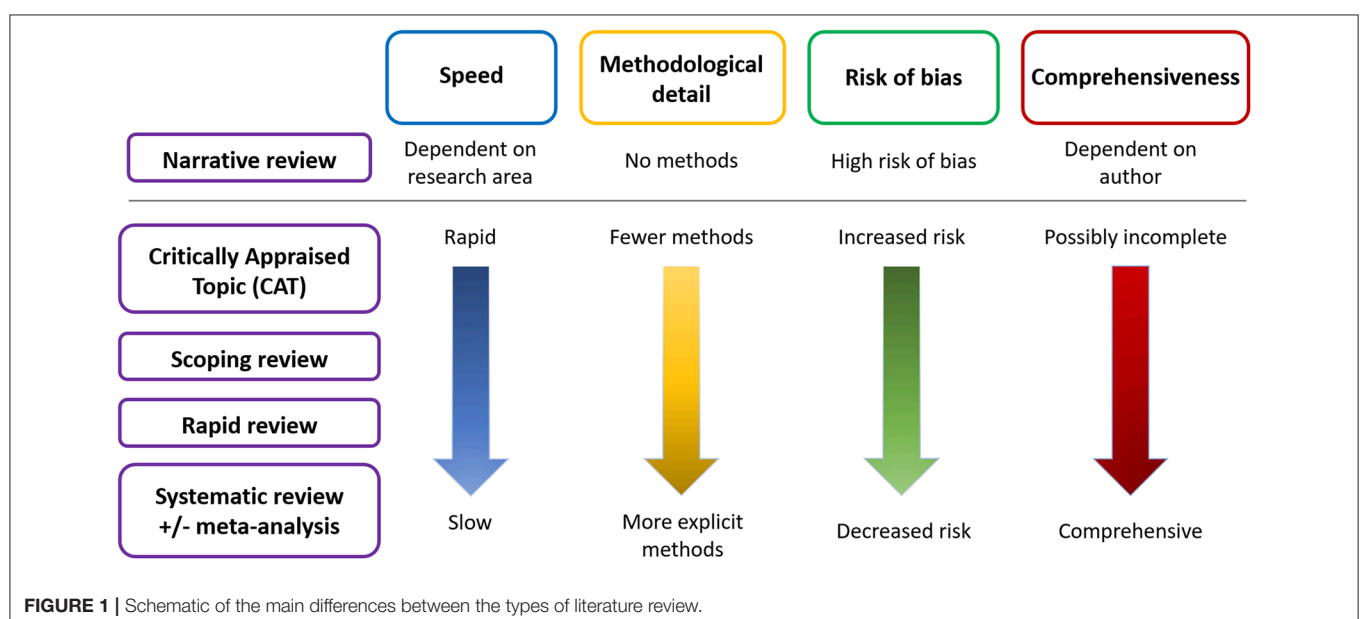 Speed
Methodological
detail
Risk of bias
Comprehensiveness
Narrative review
Dependent on
research area
No methods
High risk of bias
Dependent on
author
Critically Appraised
Topic (CAT)
Rapid
Fewer methods
Increased risk
Possibly incomplete
Scoping review
Rapid review
Systematic review
+/- meta-analysis
Slow
More explicit
methods
Decreased risk
Comprehensive
FIGURE 1 | Schematic of the main differences between the types of literature review.